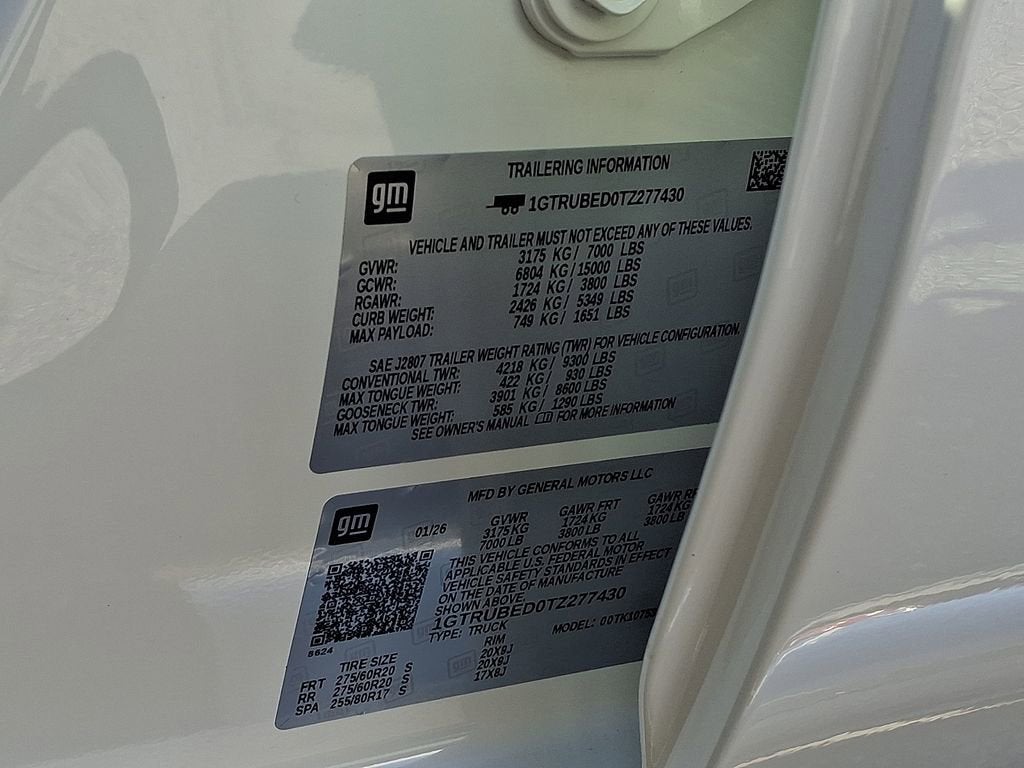 gm
TRAILERING INFORMATION
1GTRUBED0TZ277430
VEHICLE AND TRAILER MUST NOT EXCEED ANY OF THESE VALUES.
GVWR: 3175 KG/ 7000 LBS
GCWR: 6804 KG/15000 LBS
RGAWR: 1724 KG/ 3800 LBS
CURB WEIGHT: 2426 KG/ 5349 LBS
MAX PAYLOAD: 749 KG/ 1651 LBS
SAE J2807 TRAILER WEIGHT RATING (TWR) FOR VEHICLE CONFIGURATION.
CONVENTIONAL TWR: 4218 KG/ 9300 LBS
MAX TONGUE WEIGHT: 422 KG/ 930 LBS
GOOSENECK TWR: 3901 KG/ 8600 LBS
MAX TONGUE WEIGHT: 585 KG/ 1290 LBS
SEE OWNER'S MANUAL FOR MORE INFORMATION
gm
MFD BY GENERAL MOTORS LLC
01/26
GVWR GAWR FRT GAWR RR
3175KG 1724KG 1724KG
7000 LB 3800 LB 3800 LB
THIS VEHICLE CONFORMS TO ALL
APPLICABLE U.S. FEDERAL MOTOR
VEHICLE SAFETY STANDARDS IN EFFECT
ON THE DATE OF MANUFACTURE
SHOWN ABOVE.
1GTRUBED0TZ277430
TYPE: TRUCK MODEL:
8624
TIRE SIZE RIM
FRT 275/60R20 S 20X9J
RR 275/60R20 S 20X9J
SPA 255/80R17 S 17X8J